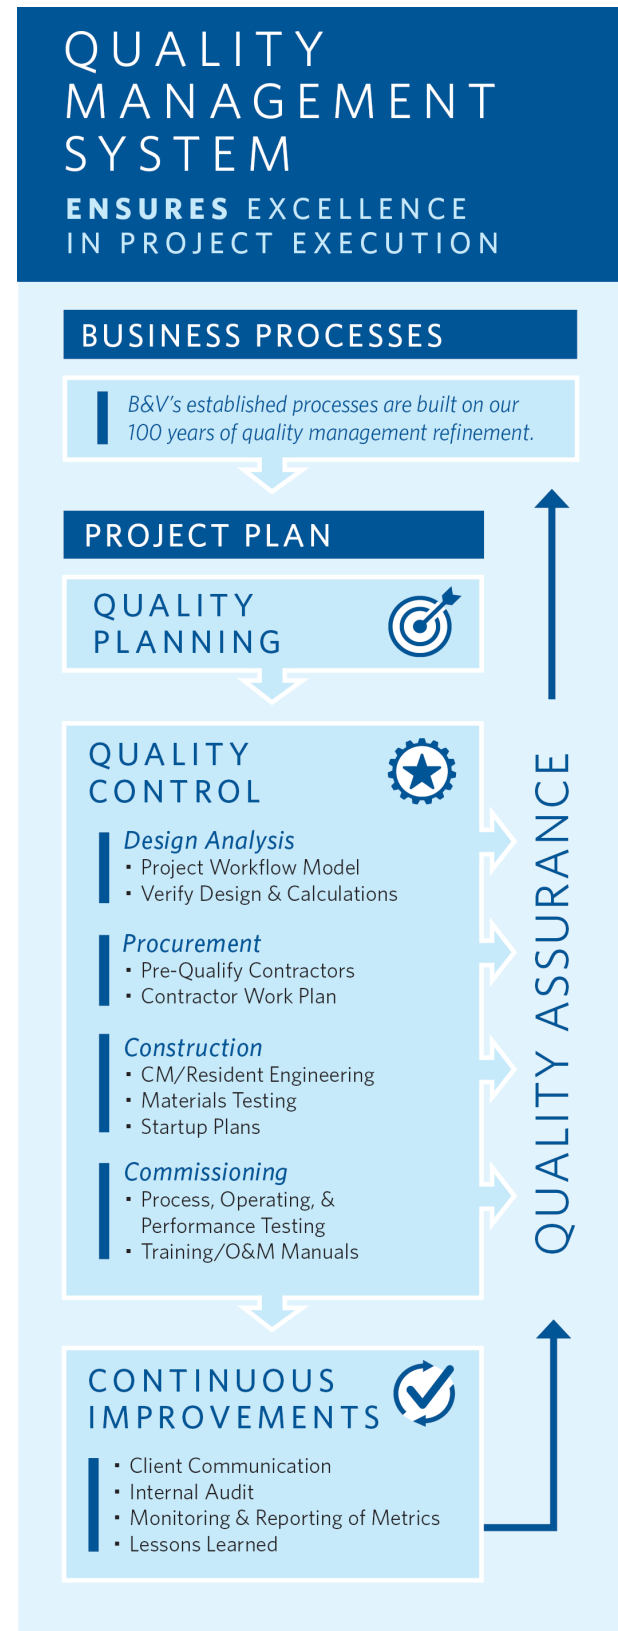 QUALITY
MANAGEMENT
SYSTEM
ENSURES EXCELLENCE
IN PROJECT EXECUTION
BUSINESS PROCESSES
B&V's established processes are built on our
100 years of quality management refinement.
PROJECT PLAN
QUALITY
PLANNING
QUALITY
CONTROL
Design Analysis
▪ Project Workflow Model
▪ Verify Design & Calculations
Procurement
▪ Pre-Qualify Contractors
▪ Contractor Work Plan
Construction
▪ CM/Resident Engineering
▪ Materials Testing
▪ Startup Plans
Commissioning
▪ Process, Operating, &
Performance Testing
▪ Training/O&M Manuals
QUALITY ASSURANCE
CONTINUOUS
IMPROVEMENTS
▪ Client Communication
▪ Internal Audit
▪ Monitoring & Reporting of Metrics
▪ Lessons Learned